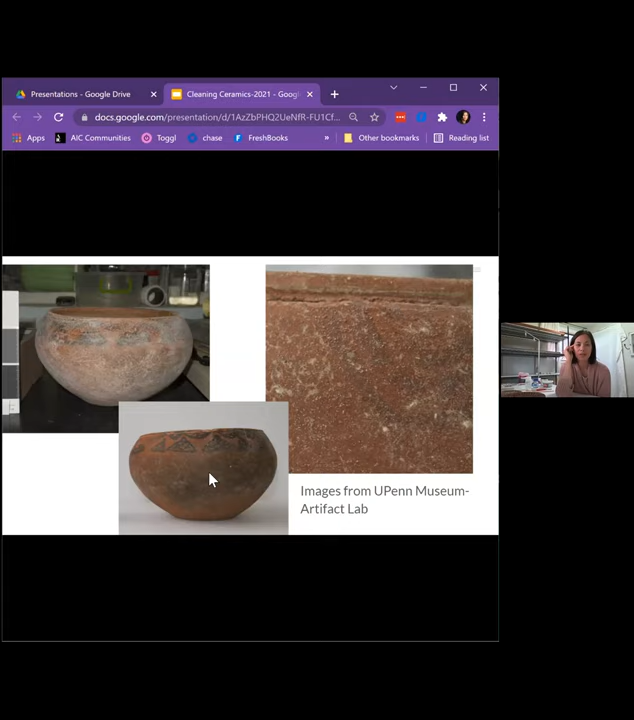 Presentations - Google Drive
Cleaning Ceramics-2021 - Goog
docs.google.com/presentation/d/1AzZbPHQ2UeNfR-FU1Cf...
Apps
AIC Communities
Toggl
chase
FreshBooks
»
Other bookmarks
Reading list
Images from UPenn Museum-
Artifact Lab